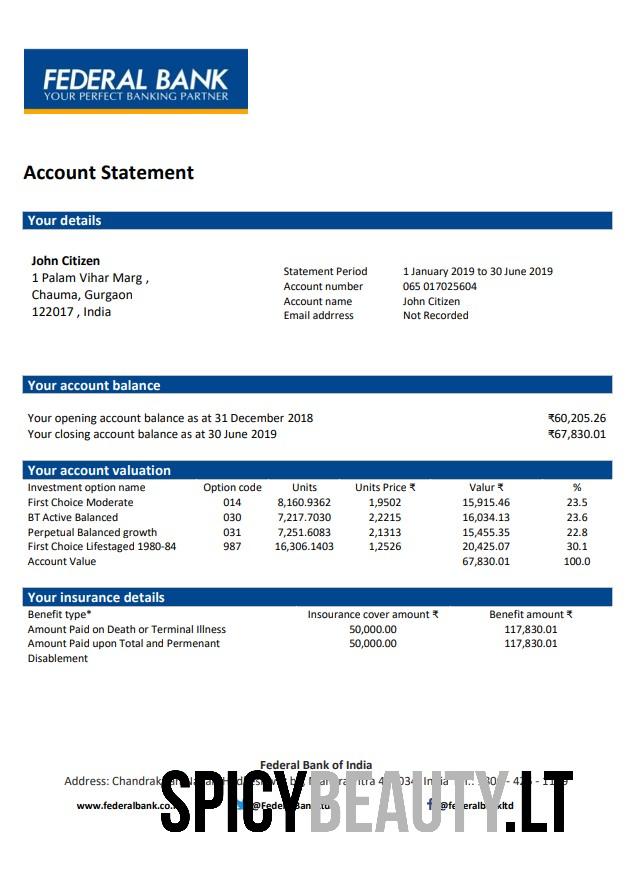 FEDERAL BANK
YOUR PERFECT BANKING PARTNER
Account Statement
Your details
John Citizen
1 Palam Vihar Marg ,
Chauma, Gurgaon
122017 , India
Statement Period 1 January 2019 to 30 June 2019
Account number 065 017025604
Account name John Citizen
Email addrress Not Recorded
Your account balance
Your opening account balance as at 31 December 2018 ₹60,205.26
Your closing account balance as at 30 June 2019 ₹67,830.01
Your account valuation
Investment option name Option code Units Units Price ₹ Valur ₹ %
First Choice Moderate 014 8,160.9362 1,9502 15,915.46 23.5
BT Active Balanced 030 7,217.7030 2,2215 16,034.13 23.6
Perpetual Balanced growth 031 7,251.6083 2,1313 15,455.35 22.8
First Choice Lifestaged 1980-84 987 16,306.1403 1,2526 20,425.07 30.1
Account Value 67,830.01 100.0
Your insurance details
Benefit type* Insourance cover amount ₹ Benefit amount ₹
Amount Paid on Death or Terminal Illness 50,000.00 117,830.01
Amount Paid upon Total and Permenant 50,000.00 117,830.01
Disablement
Federal Bank of India
Address: India
www.federalbank.co. @federalbankltd
SPICYBEAUTY.LT